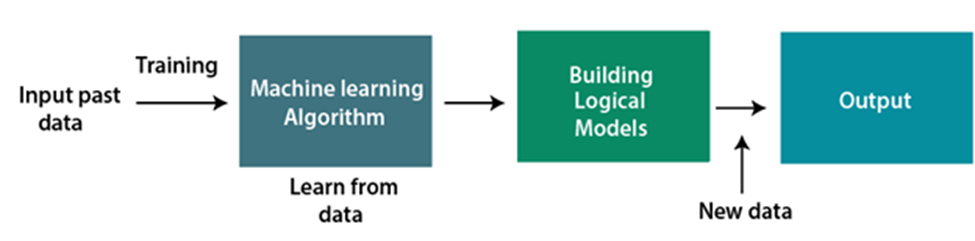 Input past
data
Training
Machine learning
Algorithm
Learn from
data
Building
Logical
Models
New data
Output